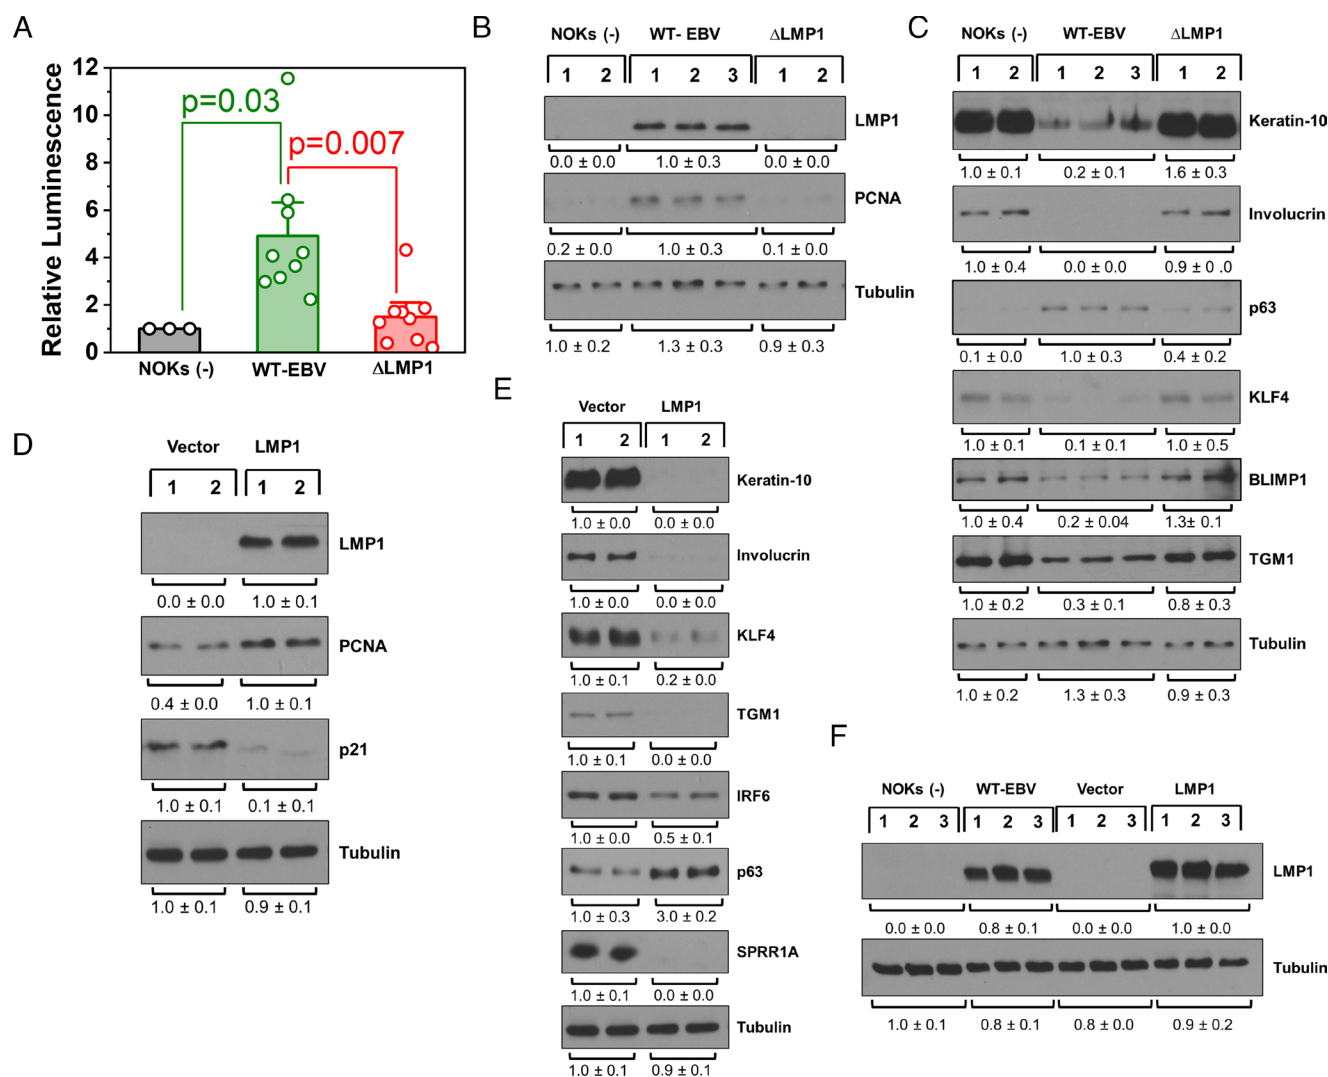 A
Relative Luminescence
12
10
8
6
4
2
0
p=0.03
p=0.007
NOKs (-) WT-EBV ΔLMP1
B
NOKs (-) WT- EBV ΔLMP1
1 2 1 2 3 1 2
LMP1
0.0 ± 0.0 1.0 ± 0.3 0.0 ± 0.0
PCNA
0.2 ± 0.0 1.0 ± 0.3 0.1 ± 0.0
Tubulin
1.0 ± 0.2 1.3 ± 0.3 0.9 ± 0.3
C
NOKs (-) WT-EBV ΔLMP1
1 2 1 2 3 1 2
Keratin-10
1.0 ± 0.1 0.2 ± 0.1 1.6 ± 0.3
Involucrin
1.0 ± 0.4 0.0 ± 0.0 0.9 ± 0 .0
p63
0.1 ± 0.0 1.0 ± 0.3 0.4 ± 0.2
KLF4
1.0 ± 0.1 0.1 ± 0.1 1.0 ± 0.5
BLIMP1
1.0 ± 0.4 0.2 ± 0.04 1.3± 0.1
TGM1
1.0 ± 0.2 0.3 ± 0.1 0.8 ± 0.3
Tubulin
1.0 ± 0.2 1.3 ± 0.3 0.9 ± 0.3
D
Vector LMP1
1 2 1 2
LMP1
0.0 ± 0.0 1.0 ± 0.1
PCNA
0.4 ± 0.0 1.0 ± 0.1
p21
1.0 ± 0.1 0.1 ± 0.1
Tubulin
1.0 ± 0.1 0.9 ± 0.1
E
Vector LMP1
1 2 1 2
Keratin-10
1.0 ± 0.0 0.0 ± 0.0
Involucrin
1.0 ± 0.0 0.0 ± 0.0
KLF4
1.0 ± 0.1 0.2 ± 0.0
TGM1
1.0 ± 0.1 0.0 ± 0.0
IRF6
1.0 ± 0.0 0.5 ± 0.1
p63
1.0 ± 0.3 3.0 ± 0.2
SPRR1A
1.0 ± 0.1 0.0 ± 0.0
Tubulin
1.0 ± 0.1 0.9 ± 0.1
F
NOKs (-) WT-EBV Vector LMP1
1 2 3 1 2 3 1 2 3 1 2 3
LMP1
0.0 ± 0.0 0.8 ± 0.1 0.0 ± 0.0 1.0 ± 0.0
Tubulin
1.0 ± 0.1 0.8 ± 0.1 0.8 ± 0.0 0.9 ± 0.2